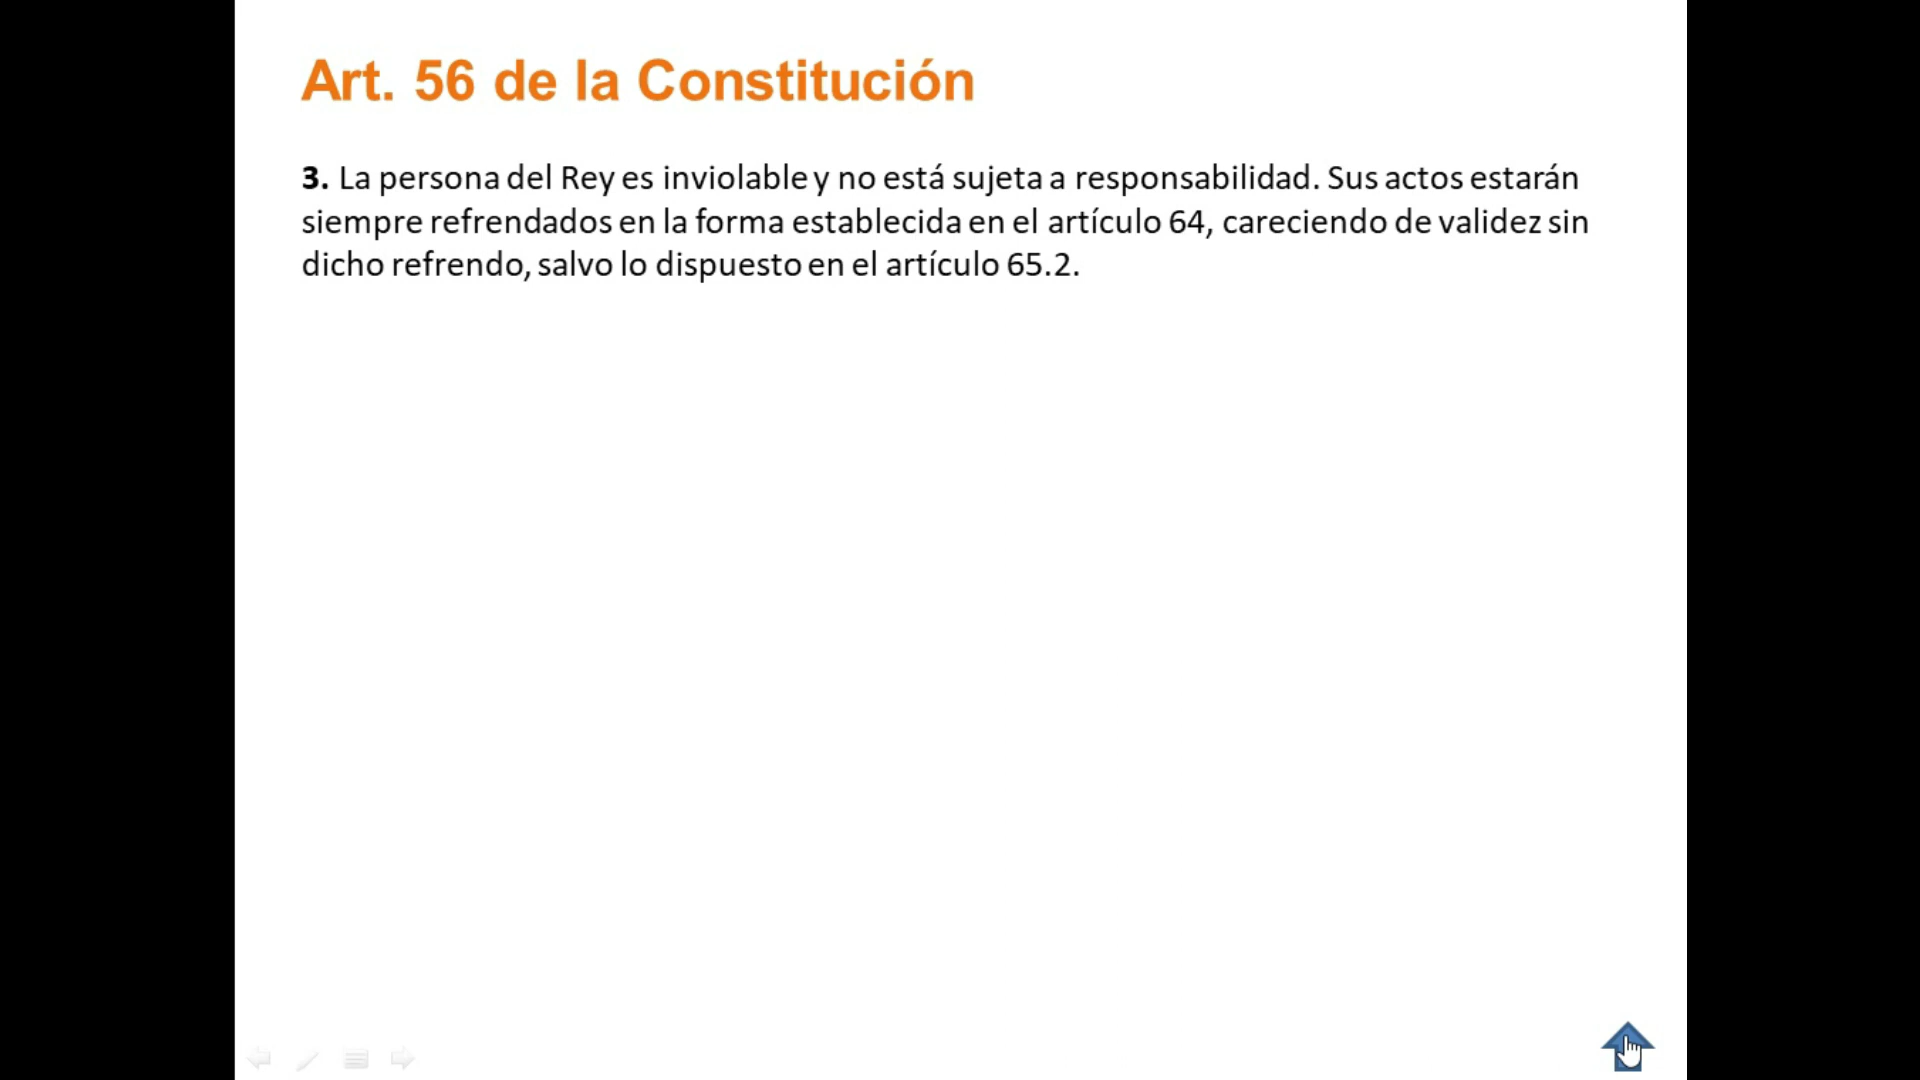 Art. 56 de la Constitución
3. La persona del Rey es inviolable y no está sujeta a responsabilidad. Sus actos estarán
siempre refrendados en la forma establecida en el artículo 64, careciendo de validez sin
dicho refrendo, salvo lo dispuesto en el artículo 65.2.